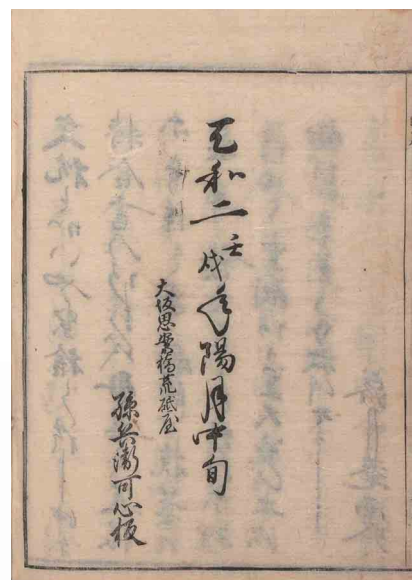 天和二壬戌年陽月中旬
大坂思案橋荒砥屋
孫兵衛可心板